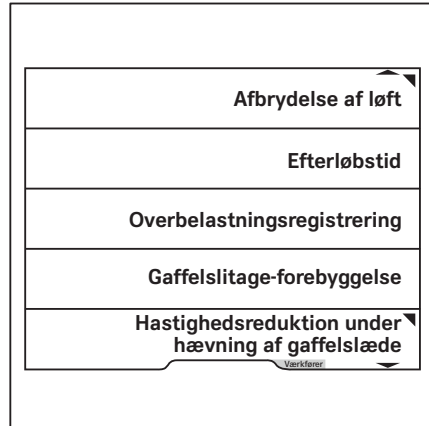 Afbrydelse af løft
Efterløbstid
Overbelastningsregistrering
Gaffelslitage-forebyggelse
Hastighedsreduktion under
hævning af gaffelslæde
Værkfører